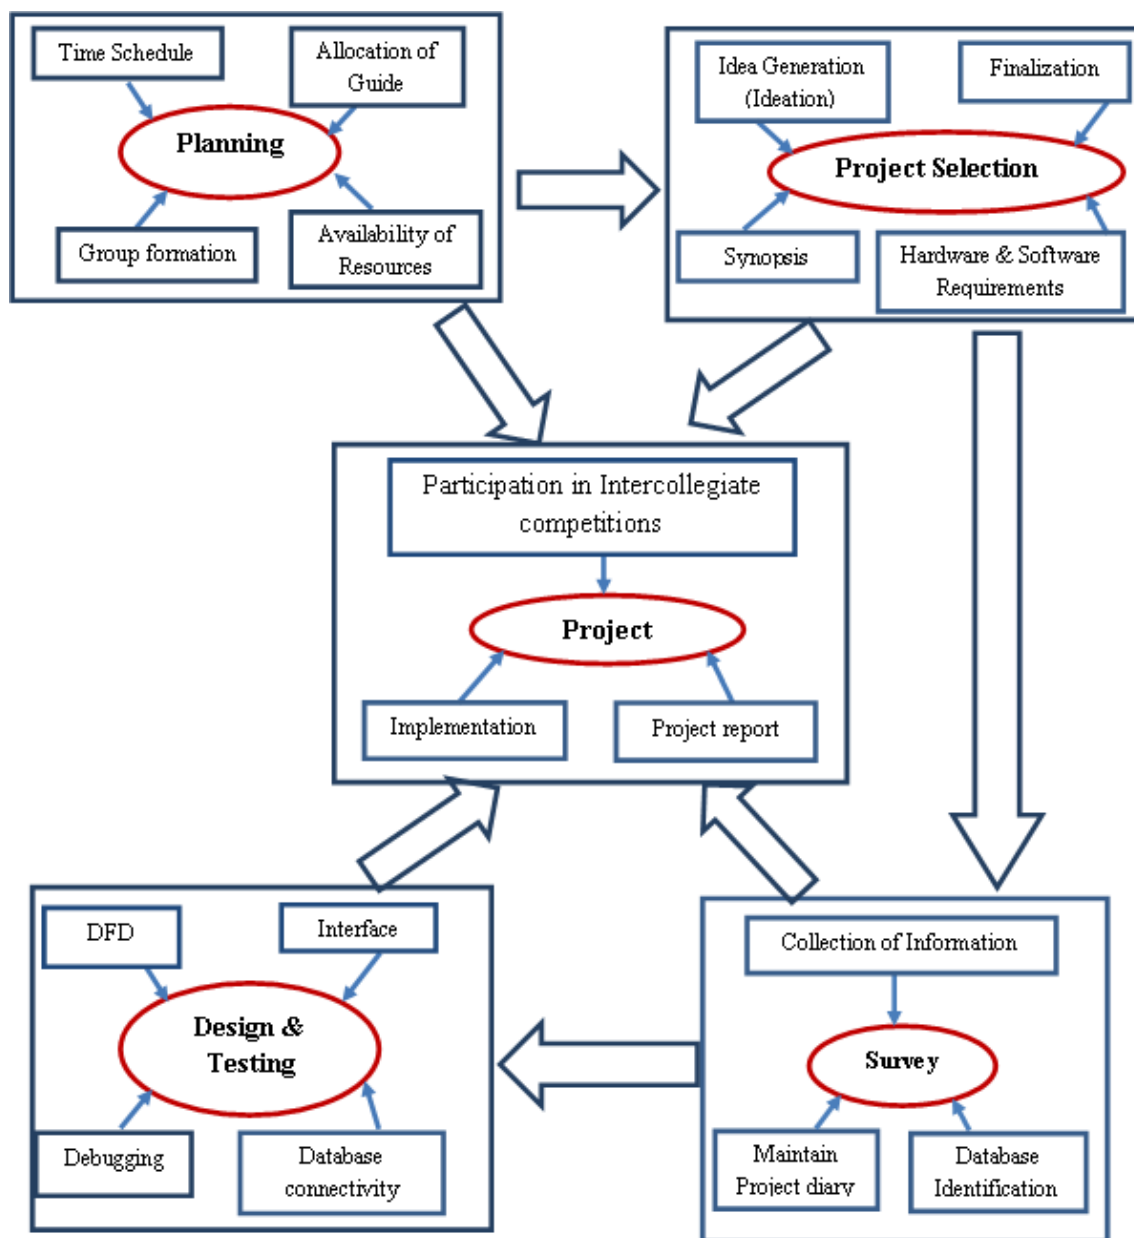 Time Schedule
Allocation of
Guide
Planning
Group formation
Availability of
Resources
Idea Generation
(Ideation)
Finalization
Project Selection
Synopsis
Hardware & Software
Requirements
Participation in Intercollegiate
competitions
Project
Implementation
Project report
DFD
Interface
Design &
Testing
Debugging
Database
connectivity
Collection of Information
Survey
Maintain
Project diary
Database
Identification